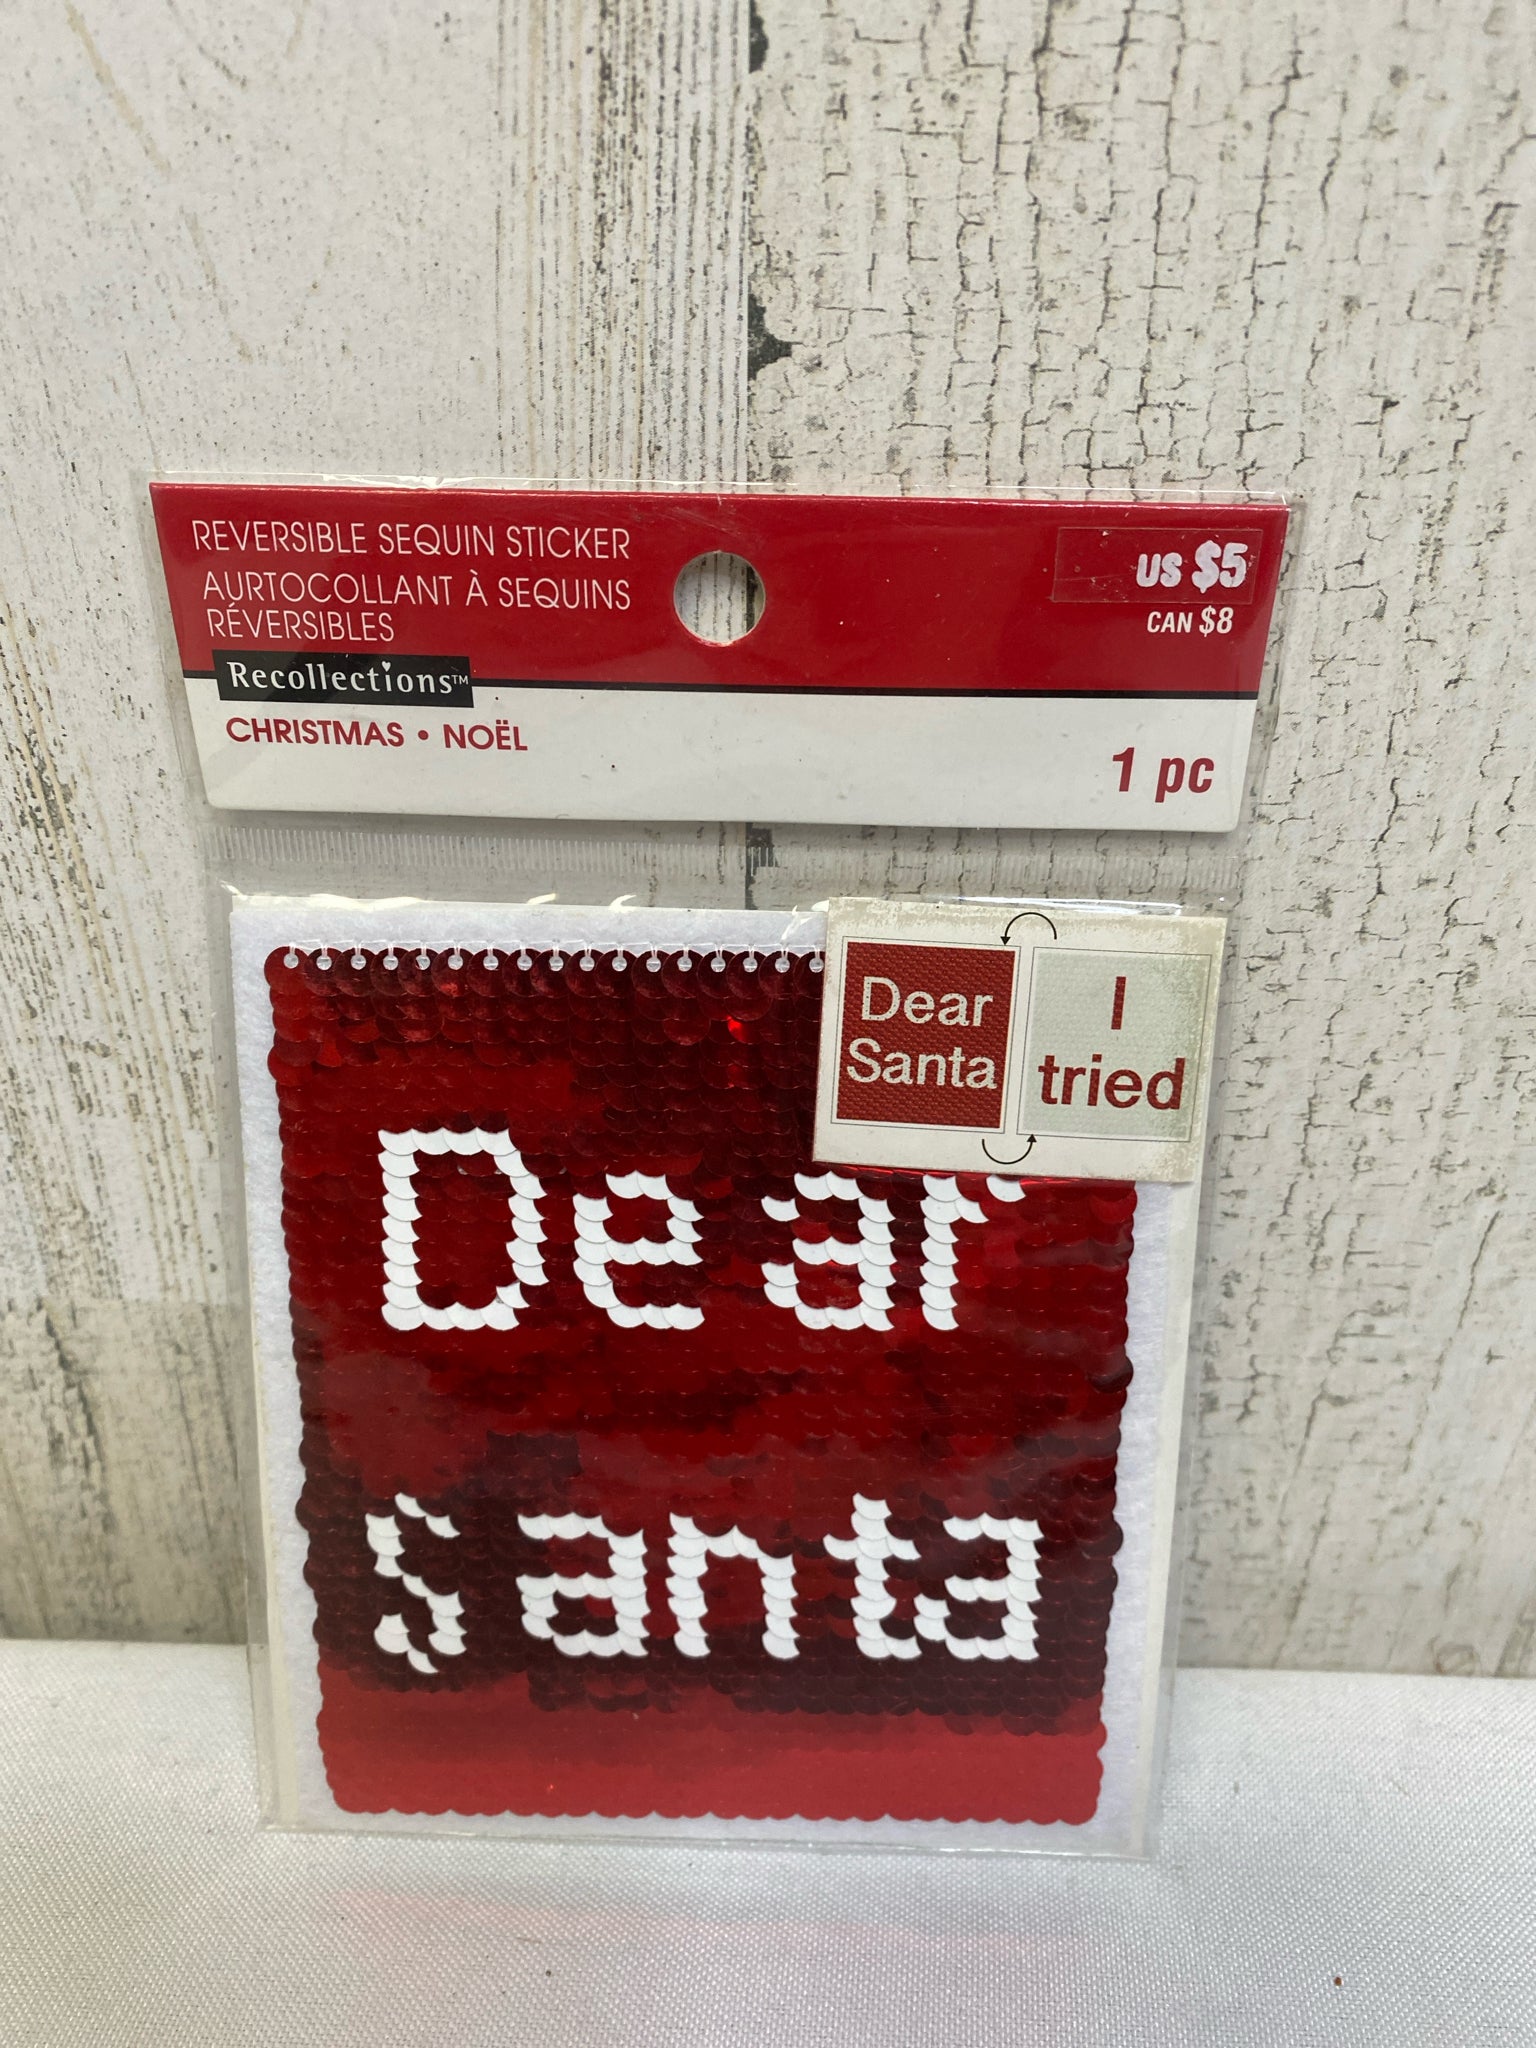 REVERSIBLE SEQUIN STICKER
AURTOCOLLANT À SEQUINS
RÉVERSIBLES
US $5
CAN $8
Recollections™
CHRISTMAS • NOËL
1 pc
Dear
Santa
I
tried
Dear
Santa